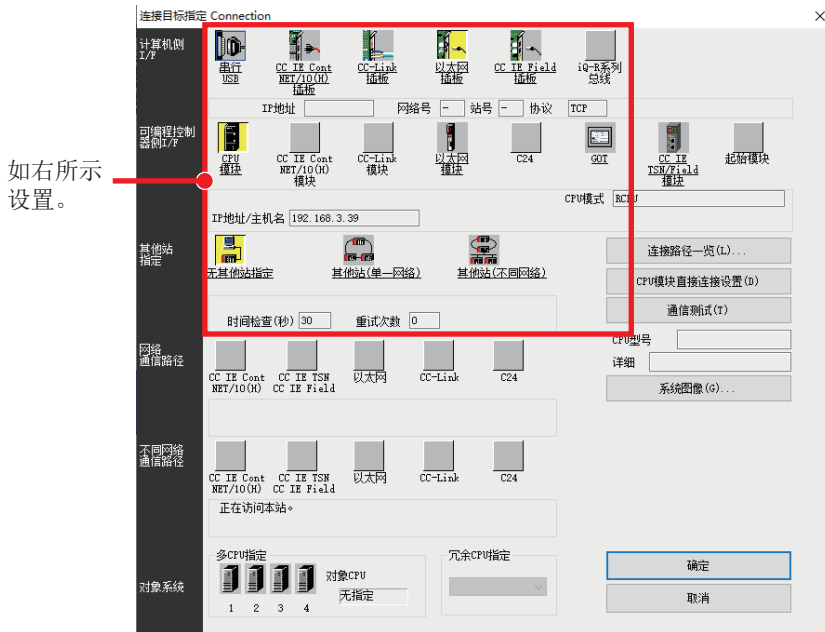 连接目标指定 Connection
计算机侧
I/F
串行
USB
CC IE Cont
NET/10(H)
插板
CC-Link
插板
以太网
插板
CC IE Field
插板
iQ-R系列
总线
IP地址 网络号 - 站号 - 协议 TCP
可编程控制
器侧I/F
CPU
模块
CC IE Cont
NET/10(H)
模块
CC-Link
模块
以太网
模块
C24
GOT
CC IE
TSN/Field
模块
起始模块
如右所示
设置。
CPU模式 RCPU
IP地址/主机名 192.168.3.39
其他站
指定
无其他站指定
其他站(单一网络)
其他站(不同网络)
连接路径一览(L)...
CPU模块直接连接设置(D)
通信测试(T)
时间检查(秒) 30 重试次数 0
CPU型号
详细
系统图像(G)...
网络
通信路径
CC IE Cont
NET/10(H)
CC IE TSN
CC IE Field
以太网
CC-Link
C24
不同网络
通信路径
CC IE Cont
NET/10(H)
CC IE TSN
CC IE Field
以太网
CC-Link
C24
正在访问本站。
对象系统
多CPU指定
1 2 3 4
对象CPU
无指定
冗余CPU指定
确定
取消